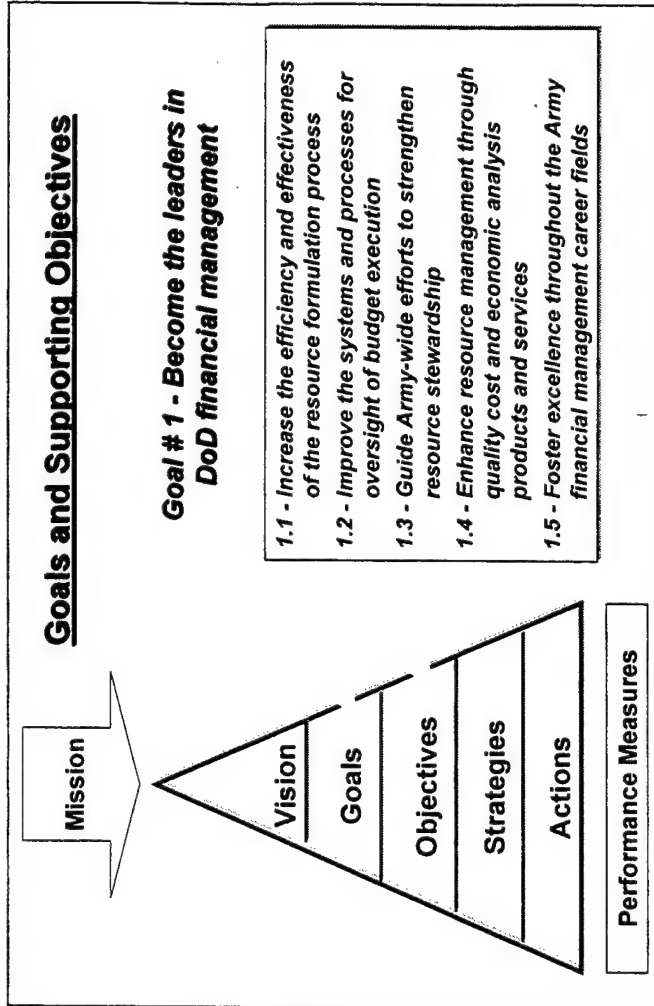 Goals and Supporting Objectives
Mission
Vision
Goals
Objectives
Strategies
Actions
Performance Measures
Goal # 1 - Become the leaders in
DoD financial management
1.1 - Increase the efficiency and effectiveness
of the resource formulation process
1.2 - Improve the systems and processes for
oversight of budget execution
1.3 - Guide Army-wide efforts to strengthen
resource stewardship
1.4 - Enhance resource management through
quality cost and economic analysis
products and services
1.5 - Foster excellence throughout the Army
financial management career fields